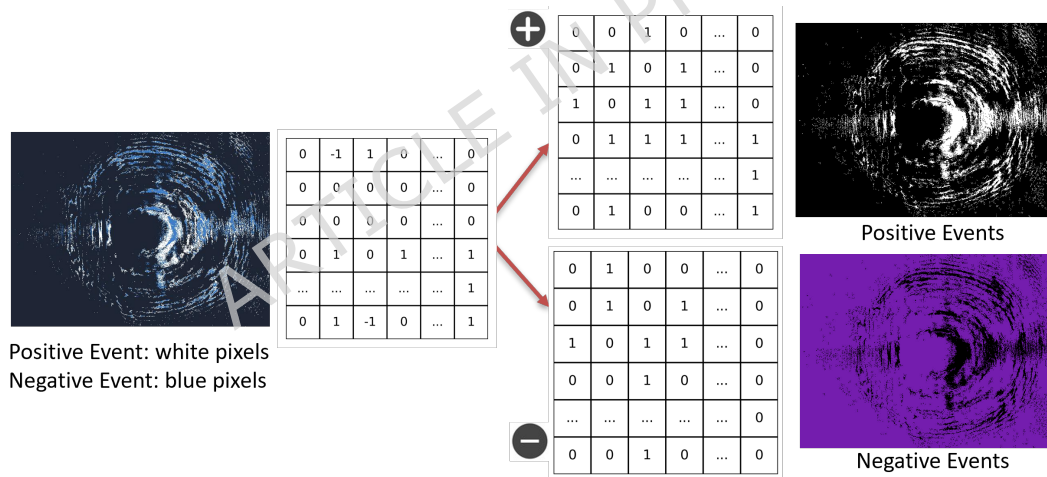 0 -1 1 0 ... 0
0 0 0 0 ... 0
0 0 0 0 ... 0
0 1 0 1 ... 1
... ... ... ... ... 1
0 1 -1 0 ... 1
Positive Event: white pixels
Negative Event: blue pixels
+
0 0 1 0 ... 0
0 1 0 1 ... 0
1 0 1 1 ... 0
0 1 1 1 ... 1
... ... ... ... ... 1
0 1 0 0 ... 1
Positive Events
0 1 0 0 ... 0
0 1 0 1 ... 0
1 0 1 1 ... 0
0 0 1 0 ... 0
... ... ... ... ... 0
0 0 1 0 ... 0
−
Negative Events
ARTICLE IN